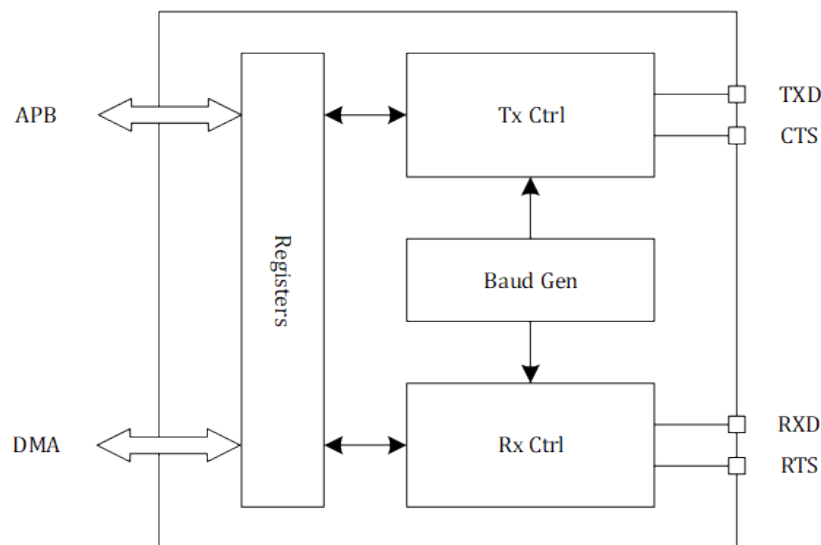 APB
Tx Ctrl
TXD
CTS
Registers
Baud Gen
DMA
Rx Ctrl
RXD
RTS